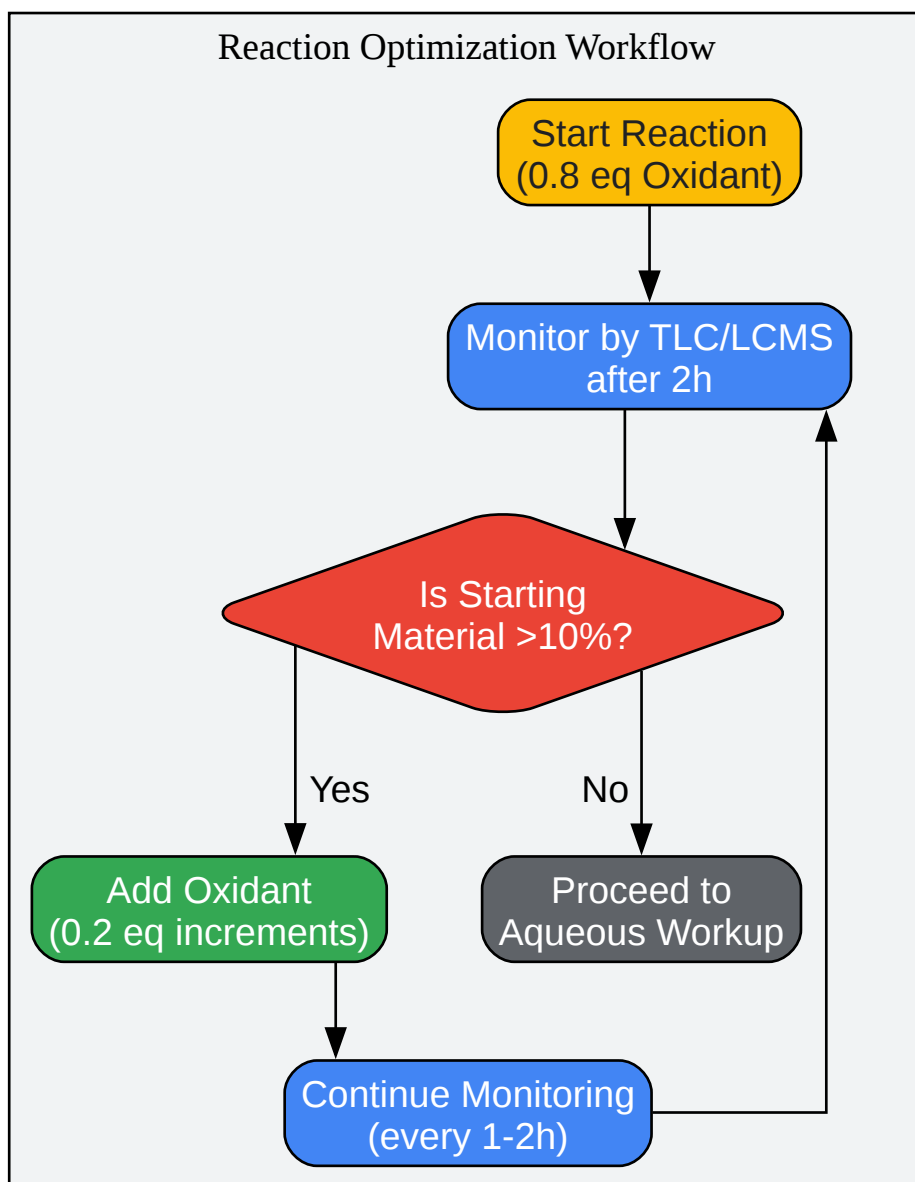 Reaction Optimization Workflow
Start Reaction
(0.8 eq Oxidant)
Monitor by TLC/LCMS
after 2h
Is Starting
Material >10%?
Yes
No
Add Oxidant
(0.2 eq increments)
Proceed to
Aqueous Workup
Continue Monitoring
(every 1-2h)